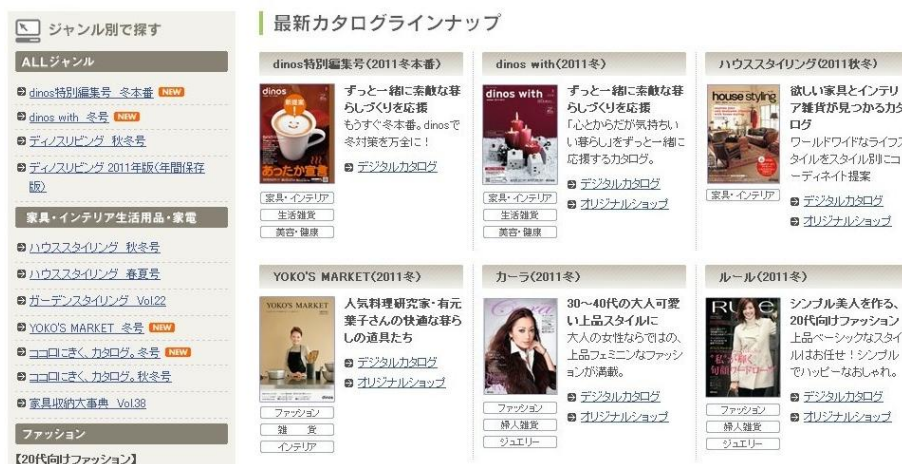 ジャンル別で探す
ALLジャンル
dinos特別編集号 冬本番 NEW
dinos with 冬号 NEW
ディノスリビング 秋冬号
ディノスリビング 2011年版(年間保存
版)
家具・インテリア生活用品・家電
ハウススタイリング 秋冬号
ハウススタイリング 春夏号
ガーデンスタイリング Vol.22
YOKO'S MARKET 冬号 NEW
ココロにきく、カタログ。冬号 NEW
ココロにきく、カタログ。秋冬号
家具収納大事典 Vol.38
ファッション
【20代向けファッション】
最新カタログラインナップ
dinos特別編集号(2011冬本番)
dinos
あったか宣言
家具・インテリア
生活雑貨
美容・健康
ずっと一緒に素敵な暮
らしづくりを応援
もうすぐ冬本番。dinosで
冬対策を万全に!
デジタルカタログ
dinos with(2011冬)
dinos with
家具・インテリア
生活雑貨
美容・健康
ずっと一緒に素敵な暮
らしづくりを応援
「心とからだが気持ちい
い暮らし」をずっと一緒に
応援するカタログ。
デジタルカタログ
オリジナルショップ
ハウススタイリング(2011秋冬)
house styling
家具・インテリア
欲しい家具とインテリ
ア雑貨が見つかるカタ
ログ
ワールドワイドなライフス
タイルをスタイル別にコ
ーディネイト提案
デジタルカタログ
オリジナルショップ
YOKO'S MARKET(2011冬)
YOKO'S MARKET
ファッション
雑 貨
インテリア
人気料理研究家・有元
葉子さんの快適な暮ら
しの道具たち
デジタルカタログ
オリジナルショップ
カーラ(2011冬)
Cara
ファッション
婦人雑貨
ジュエリー
30~40代の大人可愛
い上品スタイルに
大人の女性ならではの、
上品フェミニンなファッシ
ョンが満載。
デジタルカタログ
オリジナルショップ
ルール(2011冬)
RULe
ファッション
婦人雑貨
ジュエリー
シンプル美人を作る、
20代向けファッション
上品ベーシックなスタイ
ルはお任せ!シンプル
でハッピーなおしゃれ。
デジタルカタログ
オリジナルショップ